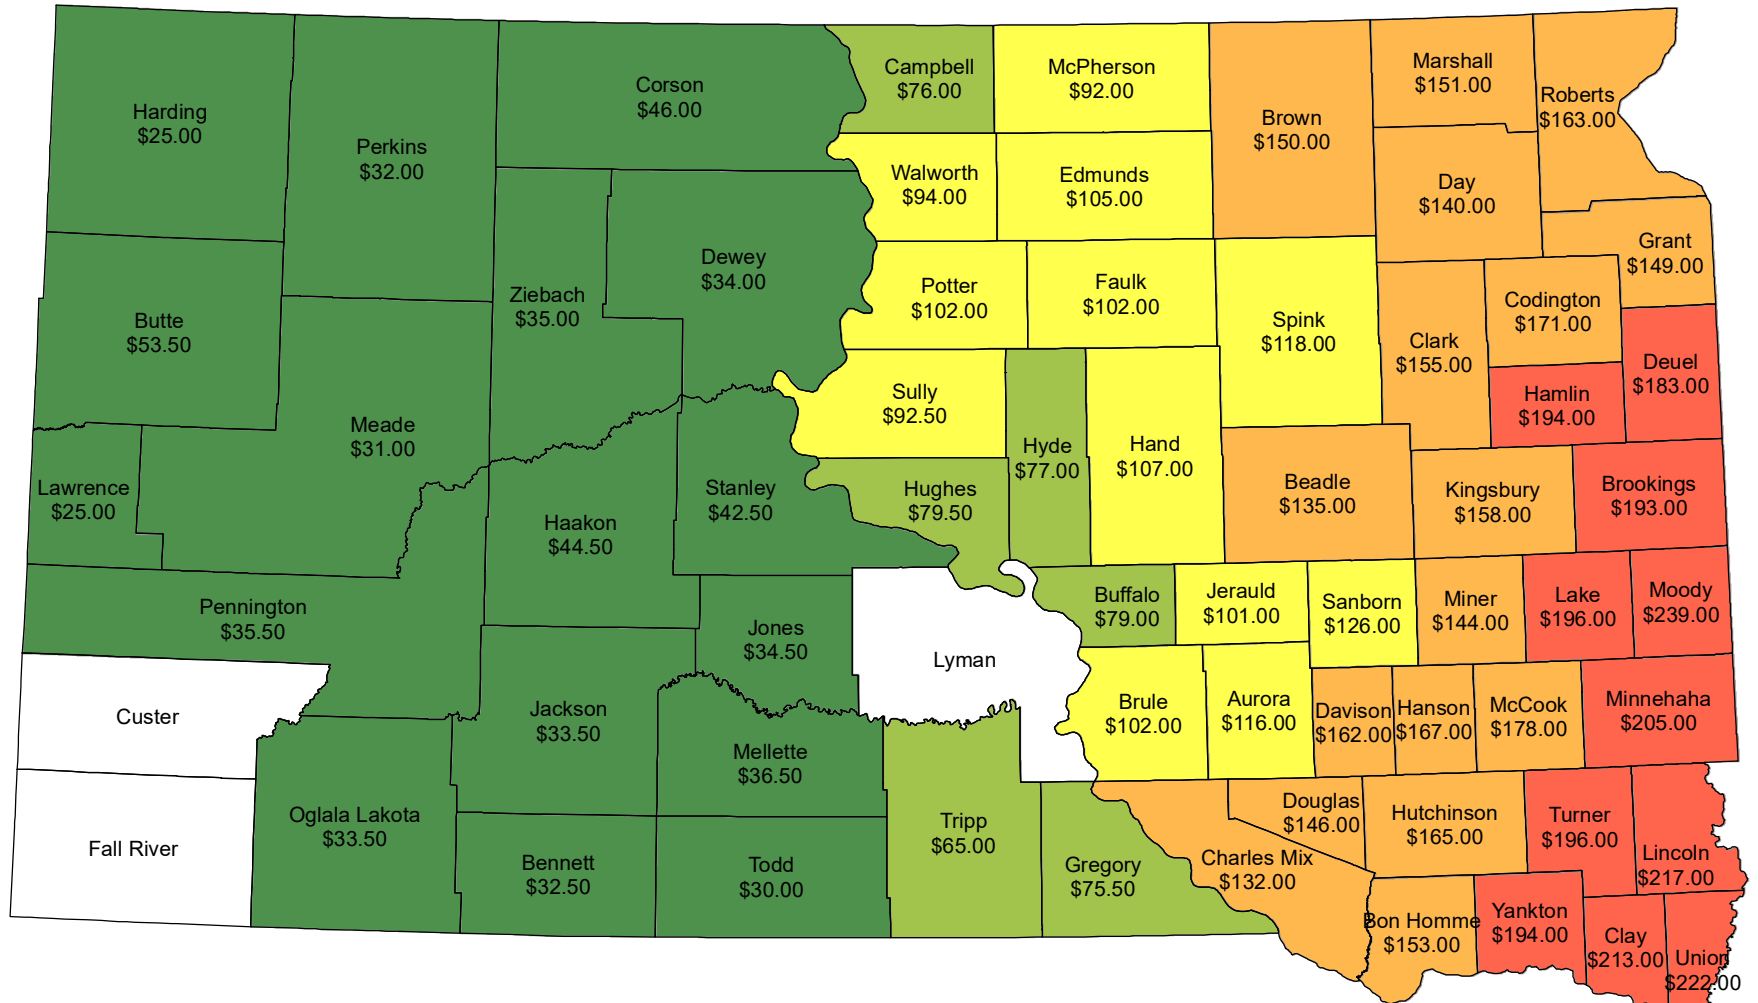 Harding
$25.00
Perkins
$32.00
Corson
$46.00
Campbell
$76.00
McPherson
$92.00
Brown
$150.00
Marshall
$151.00
Roberts
$163.00
Walworth
$94.00
Edmunds
$105.00
Day
$140.00
Grant
$149.00
Butte
$53.50
Ziebach
$35.00
Dewey
$34.00
Potter
$102.00
Faulk
$102.00
Spink
$118.00
Clark
$155.00
Codington
$171.00
Deuel
$183.00
Hamlin
$194.00
Meade
$31.00
Sully
$92.50
Hyde
$77.00
Hand
$107.00
Lawrence
$25.00
Haakon
$44.50
Stanley
$42.50
Hughes
$79.50
Beadle
$135.00
Kingsbury
$158.00
Brookings
$193.00
Pennington
$35.50
Jones
$34.50
Lyman
Buffalo
$79.00
Jerauld
$101.00
Sanborn
$126.00
Miner
$144.00
Lake
$196.00
Moody
$239.00
Custer
Jackson
$33.50
Mellette
$36.50
Brule
$102.00
Aurora
$116.00
Davison
$162.00
Hanson
$167.00
McCook
$178.00
Minnehaha
$205.00
Fall River
Oglala Lakota
$33.50
Bennett
$32.50
Todd
$30.00
Tripp
$65.00
Gregory
$75.50
Charles Mix
$132.00
Douglas
$146.00
Hutchinson
$165.00
Turner
$196.00
Lincoln
$217.00
Bon Homme
$153.00
Yankton
$194.00
Clay
$213.00
Union
$222.00